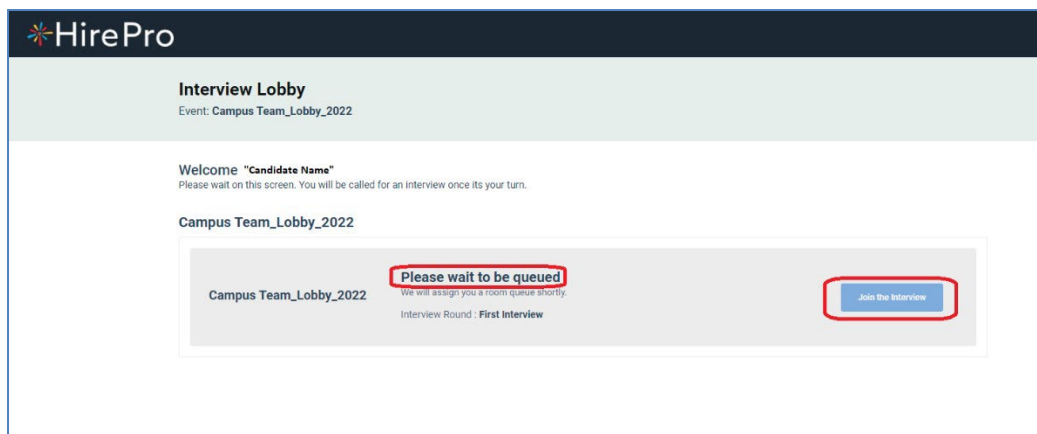 HirePro
Interview Lobby
Event: Campus Team_Lobby_2022
Welcome "Candidate Name"
Please wait on this screen. You will be called for an interview once its your turn.
Campus Team_Lobby_2022
Campus Team_Lobby_2022
Please wait to be queued
We will assign you a room queue shortly.
Interview Round : First Interview
Join the Interview